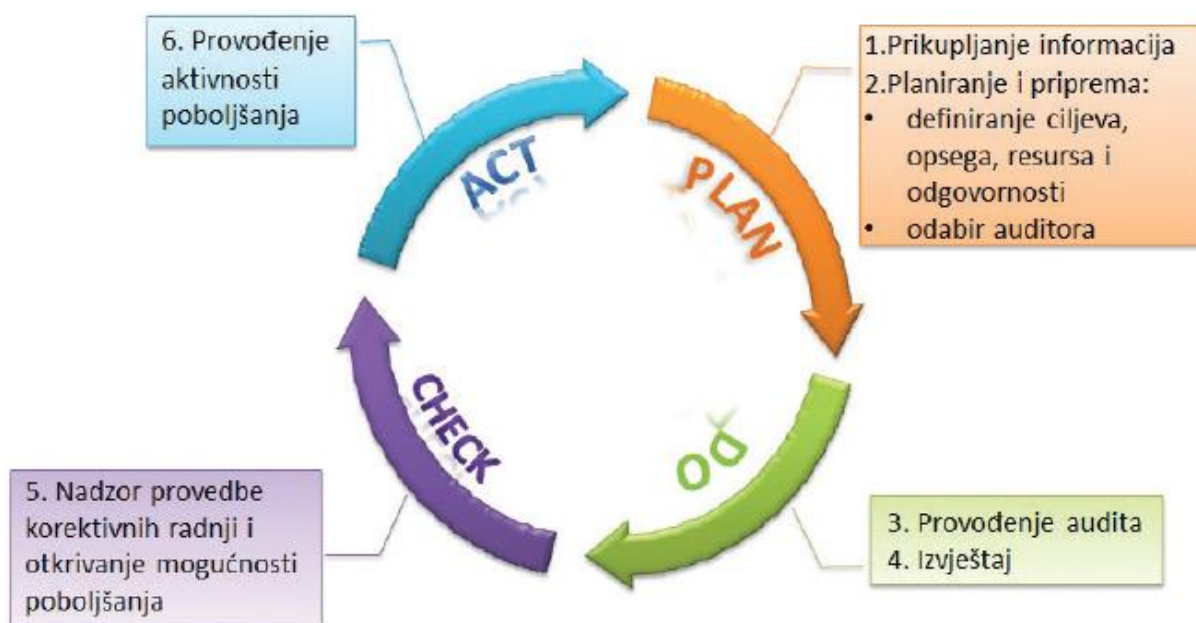 6. Provođenje
aktivnosti
poboljšanja
ACT
1.Prikupljanje informacija
2.Planiranje i priprema:
• definiranje ciljeva,
opsega, resursa i
odgovornosti
• odabir auditora
PLAN
CHECK
5. Nadzor provedbe
korektivnih radnji i
otkrivanje mogućnosti
poboljšanja
DO
3. Provođenje audita
4. Izvještaj